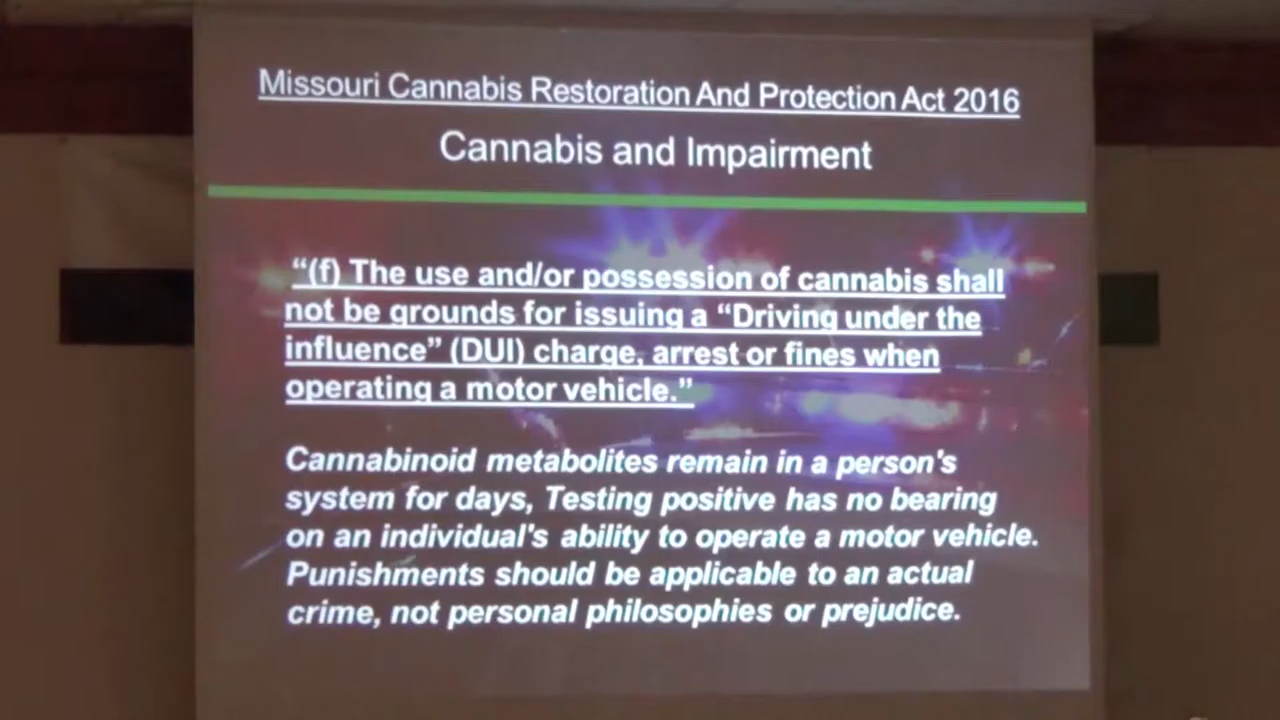 Missouri Cannabis Restoration And Protection Act 2016
Cannabis and Impairment
“(f) The use and/or possession of cannabis shall
not be grounds for issuing a “Driving under the
influence” (DUI) charge, arrest or fines when
operating a motor vehicle.”
Cannabinoid metabolites remain in a person's
system for days, Testing positive has no bearing
on an individual's ability to operate a motor vehicle.
Punishments should be applicable to an actual
crime, not personal philosophies or prejudice.